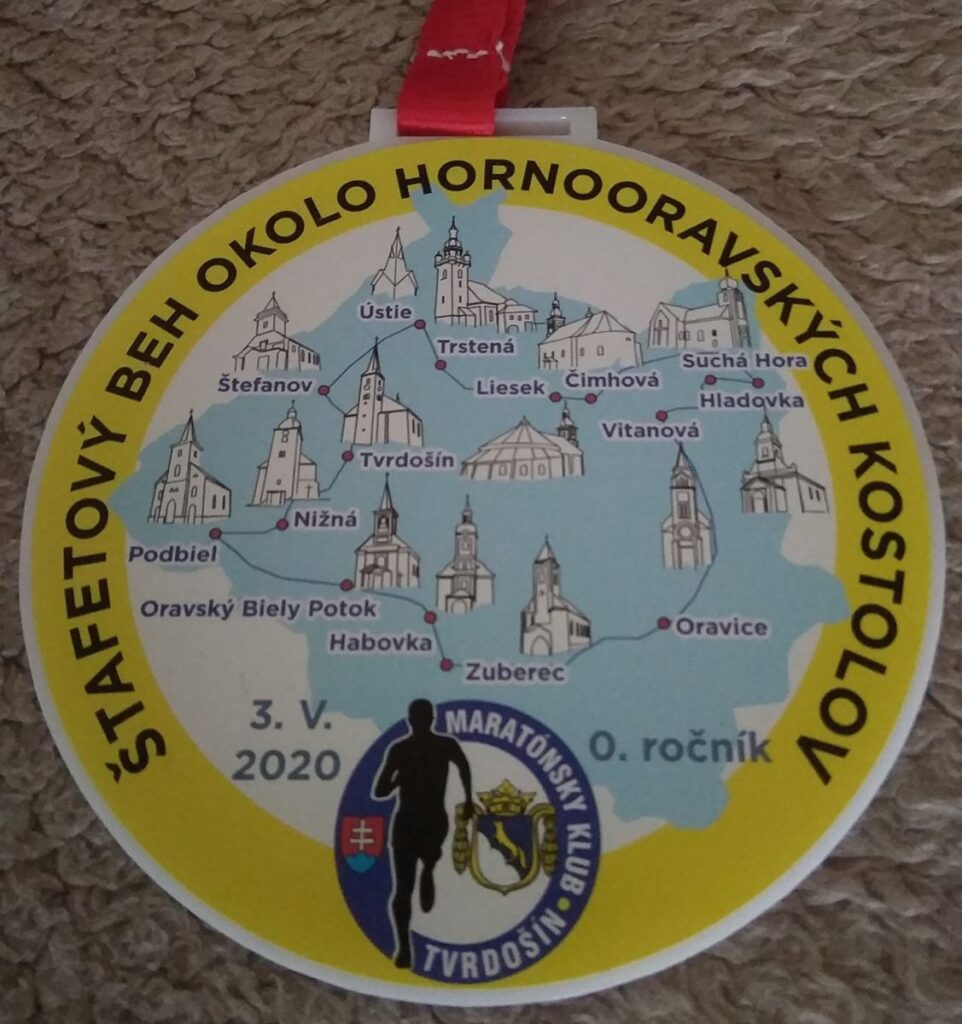 ŠTAFETOVÝ BEH OKOLO HORNOORAVSKÝCH KOSTOLOV
Ústie
Trstená
Štefanov
Liesek
Čimhová
Suchá Hora
Hladovka
Vitanová
Tvrdošín
Nižná
Podbiel
Oravský Biely Potok
Habovka
Zuberec
Oravice
3. V.
2020
0. ročník
MARATÓNSKY KLUB •
TVRDOŠÍN